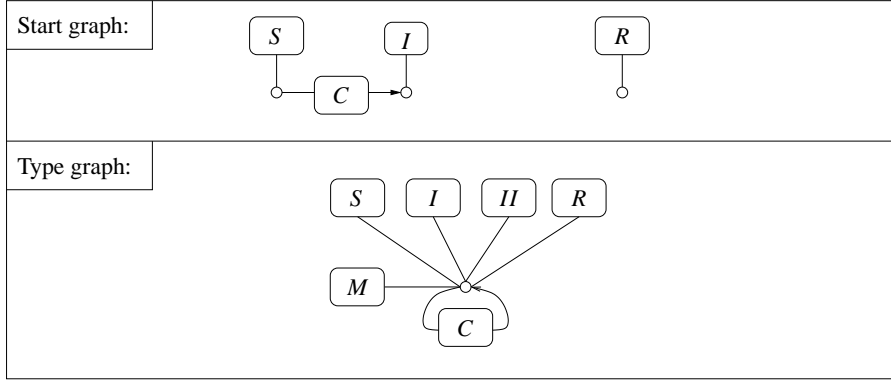 Start graph:
S I R
C
Type graph:
S I II R
M
C